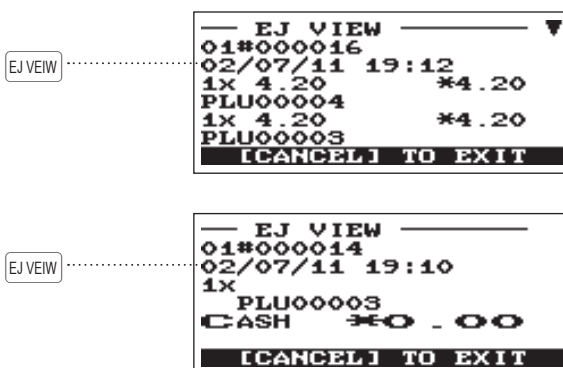 — EJ VIEW — ▼
01#000016
EJ VEIW
02/07/11 19:12
1x 4.20 *4.20
PLU00004
1x 4.20 *4.20
PLU00003
[CANCEL] TO EXIT
— EJ VIEW —
01#000014
EJ VEIW
02/07/11 19:10
1x
PLU00003
CASH *0.00
[CANCEL] TO EXIT